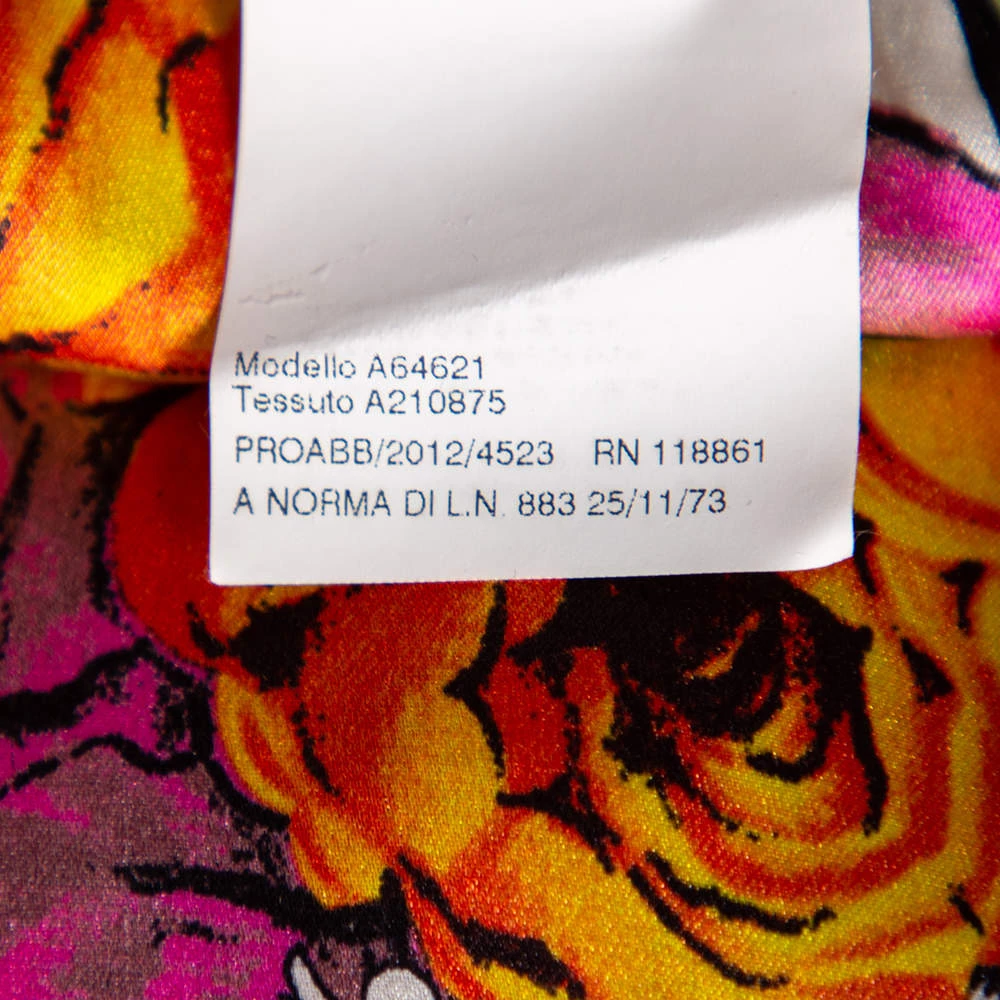 Modello A64621
Tessuto A210875
PROABB/2012/4523 RN 118861
A NORMA DI L.N. 883 25/11/73